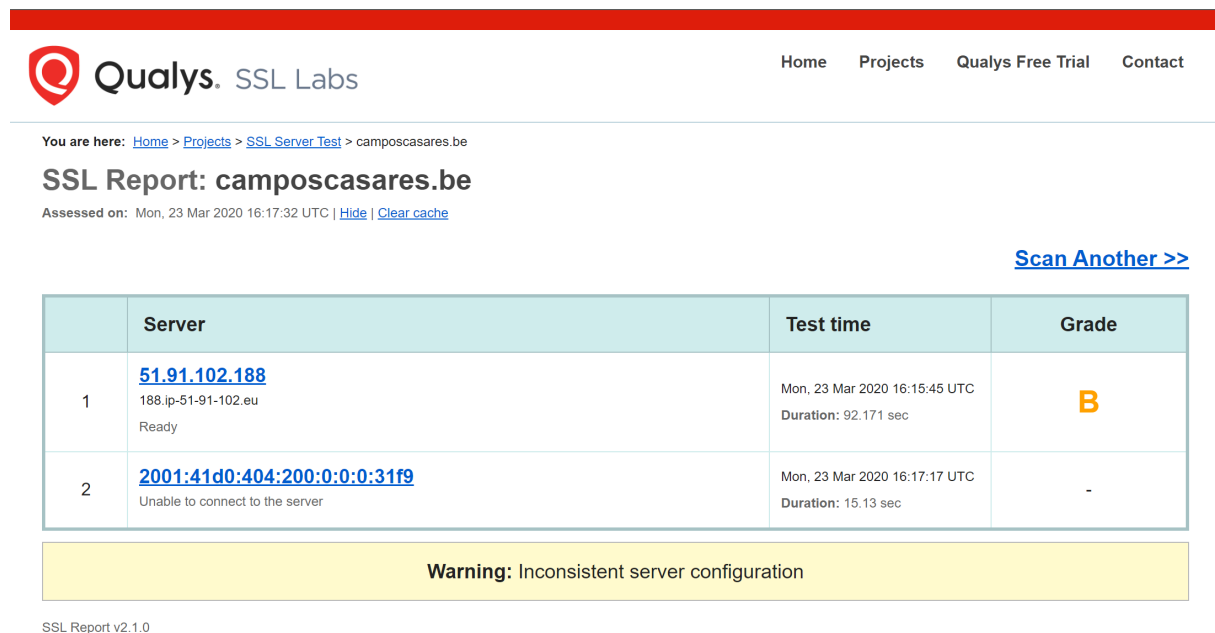 Qualys. SSL Labs
Home Projects Qualys Free Trial Contact
You are here: Home > Projects > SSL Server Test > camposcasares.be
SSL Report: camposcasares.be
Assessed on: Mon, 23 Mar 2020 16:17:32 UTC | Hide | Clear cache
Scan Another >>
Server Test time Grade
1
51.91.102.188
188.ip-51-91-102.eu
Ready
Mon, 23 Mar 2020 16:15:45 UTC
Duration: 92.171 sec
B
2
2001:41d0:404:200:0:0:0:31f9
Unable to connect to the server
Mon, 23 Mar 2020 16:17:17 UTC
Duration: 15.13 sec
-
Warning: Inconsistent server configuration
SSL Report v2.1.0